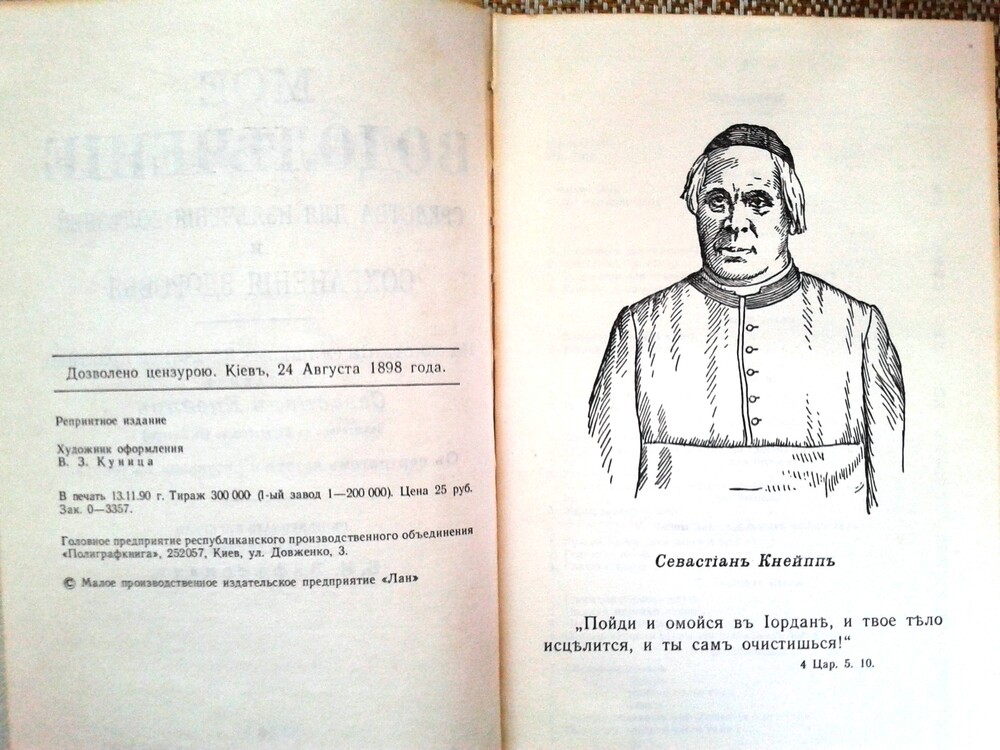 Дозволено цензурою. Кіевъ, 24 Августа 1898 года.
Репринтное издание
Художник оформления
В. З. Куница
В печать 13.11.90 г. Тираж 300 000 (1-ый завод 1—200 000). Цена 25 руб.
Зак. 0—3357.
Головное предприятие республиканского производственного объединения
«Полиграфкнига», 252057, Киев, ул. Довженко, 3.
© Малое производственное издательское предприятие «Лан»
Севастіанъ Кнейппъ
„Пойди и омойся въ Іорданѣ, и твое тѣло
исцѣлится, и ты самъ очистишься!“
4 Цар. 5. 10.